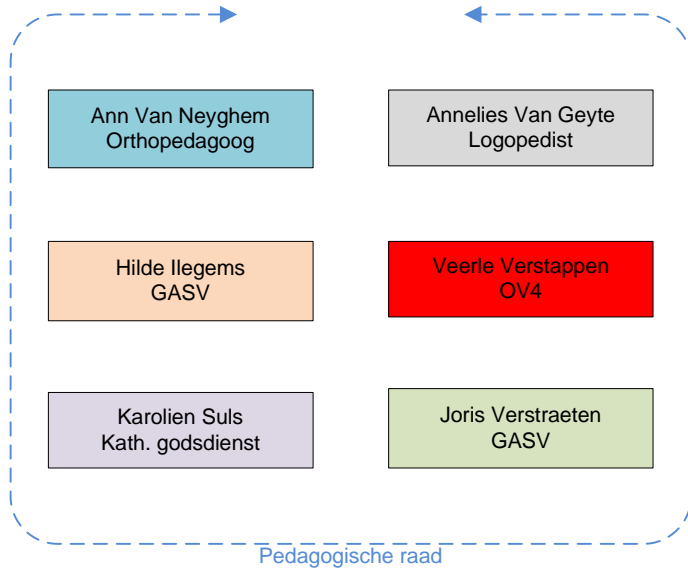 Ann Van Neyghem
Orthopedagoog
Annelies Van Geyte
Logopedist
Hilde Ilegems
GASV
Veerle Verstappen
OV4
Karolien Suls
Kath. godsdienst
Joris Verstraeten
GASV
Pedagogische raad